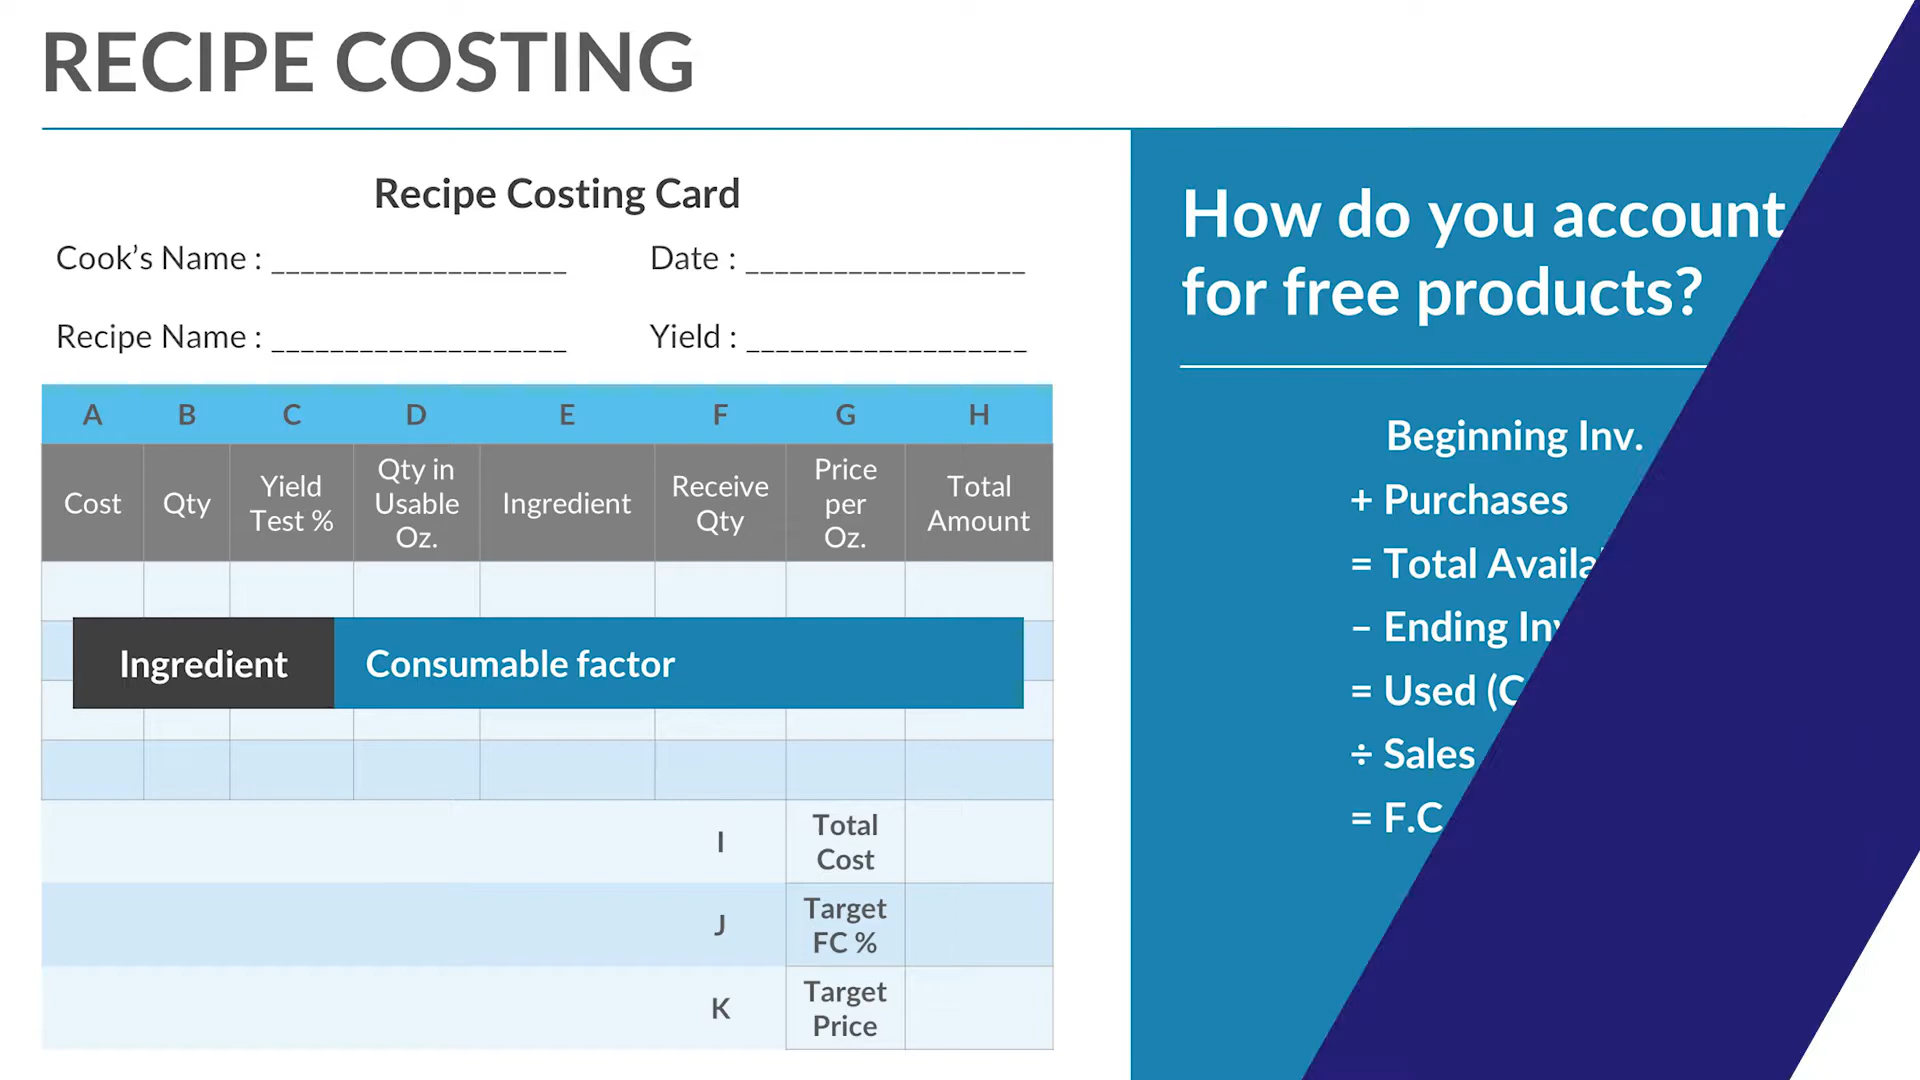 RECIPE COSTING
Recipe Costing Card
Cook’s Name : __________________ Date : _________________
Recipe Name : __________________ Yield : _________________
A B C D E F G H
Cost Qty Yield Test % Qty in Usable Oz. Ingredient Receive Qty Price per Oz. Total Amount
Ingredient Consumable factor
I Total Cost
J Target FC %
K Target Price
How do you account
for free products?
Beginning Inv.
+ Purchases
= Total
– Ending
= Used
÷ Sales
= F.C